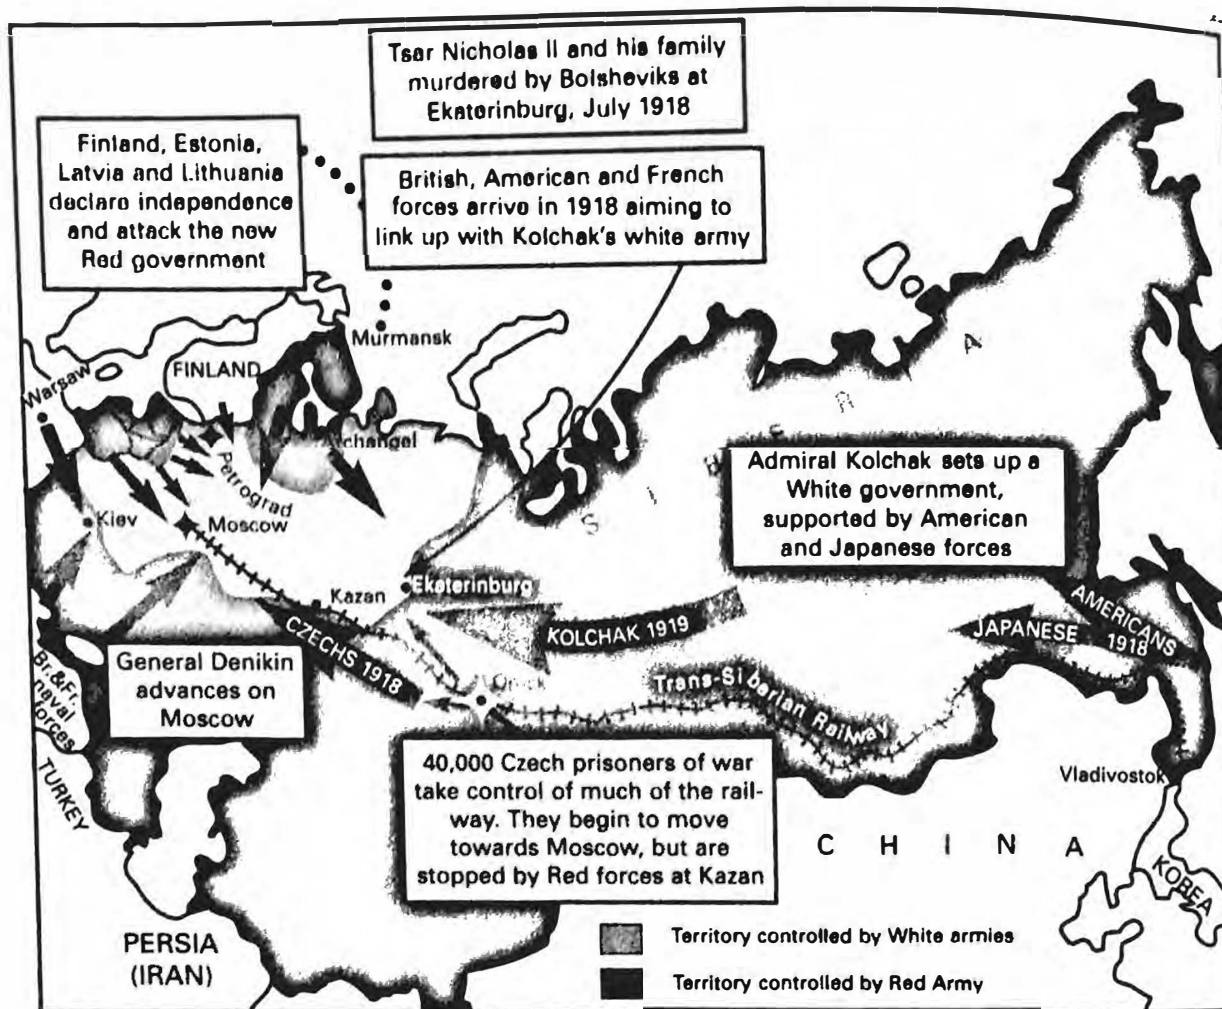 Tsar Nicholas II and his family
murdered by Bolsheviks at
Ekaterinburg, July 1918
Finland, Estonia,
Latvia and Lithuania
declare independence
and attack the new
Red government
British, American and French
forces arrive in 1918 aiming to
link up with Kolchak's white army
Murmansk
FINLAND
Warsaw
Archangel
Petrograd
Kiev
Moscow
S I B E R I A
Admiral Kolchak sets up a
White government,
supported by American
and Japanese forces
Kazan
Ekaterinburg
KOLCHAK 1919
CZECHS 1918
JAPANESE
AMERICANS
1918
General Denikin
advances on
Moscow
Br.&Fr.
naval
forces
Trans-Siberian Railway
TURKEY
40,000 Czech prisoners of war
take control of much of the rail-
way. They begin to move
towards Moscow, but are
stopped by Red forces at Kazan
Vladivostok
CHINA
KOREA
PERSIA
(IRAN)
Territory controlled by White armies
Territory controlled by Red Army